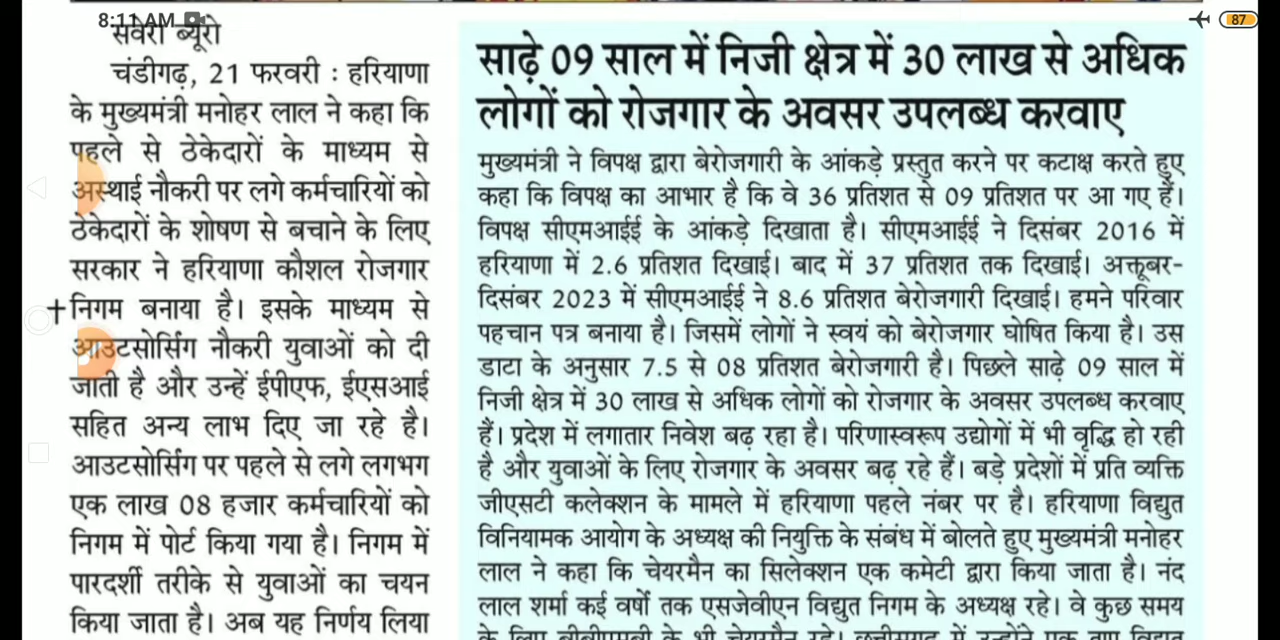 8:11 AM
87
सवेरा ब्यूरो
चंडीगढ़, 21 फरवरी : हरियाणा
के मुख्यमंत्री मनोहर लाल ने कहा कि
पहले से ठेकेदारों के माध्यम से
अस्थाई नौकरी पर लगे कर्मचारियों को
ठेकेदारों के शोषण से बचाने के लिए
सरकार ने हरियाणा कौशल रोजगार
निगम बनाया है। इसके माध्यम से
आउटसोर्सिंग नौकरी युवाओं को दी
जाती है और उन्हें ईपीएफ, ईएसआई
सहित अन्य लाभ दिए जा रहे है।
आउटसोर्सिंग पर पहले से लगे लगभग
एक लाख 08 हजार कर्मचारियों को
निगम में पोर्ट किया गया है। निगम में
पारदर्शी तरीके से युवाओं का चयन
किया जाता है। अब यह निर्णय लिया
साढ़े 09 साल में निजी क्षेत्र में 30 लाख से अधिक
लोगों को रोजगार के अवसर उपलब्ध करवाए
मुख्यमंत्री ने विपक्ष द्वारा बेरोजगारी के आंकड़े प्रस्तुत करने पर कटाक्ष करते हुए
कहा कि विपक्ष का आभार है कि वे 36 प्रतिशत से 09 प्रतिशत पर आ गए हैं।
विपक्ष सीएमआईई के आंकड़े दिखाता है। सीएमआईई ने दिसंबर 2016 में
हरियाणा में 2.6 प्रतिशत दिखाई। बाद में 37 प्रतिशत तक दिखाई। अक्तूबर-
दिसंबर 2023 में सीएमआईई ने 8.6 प्रतिशत बेरोजगारी दिखाई। हमने परिवार
पहचान पत्र बनाया है। जिसमें लोगों ने स्वयं को बेरोजगार घोषित किया है। उस
डाटा के अनुसार 7.5 से 08 प्रतिशत बेरोजगारी है। पिछले साढ़े 09 साल में
निजी क्षेत्र में 30 लाख से अधिक लोगों को रोजगार के अवसर उपलब्ध करवाए
हैं। प्रदेश में लगातार निवेश बढ़ रहा है। परिणास्वरूप उद्योगों में भी वृद्धि हो रही
है और युवाओं के लिए रोजगार के अवसर बढ़ रहे हैं। बड़े प्रदेशों में प्रति व्यक्ति
जीएसटी कलेक्शन के मामले में हरियाणा पहले नंबर पर है। हरियाणा विद्युत
विनियामक आयोग के अध्यक्ष की नियुक्ति के संबंध में बोलते हुए मुख्यमंत्री मनोहर
लाल ने कहा कि चेयरमैन का सिलेक्शन एक कमेटी द्वारा किया जाता है। नंद
लाल शर्मा कई वर्षों तक एसजेवीएन विद्युत निगम के अध्यक्ष रहे। वे कुछ समय
के लिए बीबीएमबी के भी चेयरमैन रहे।